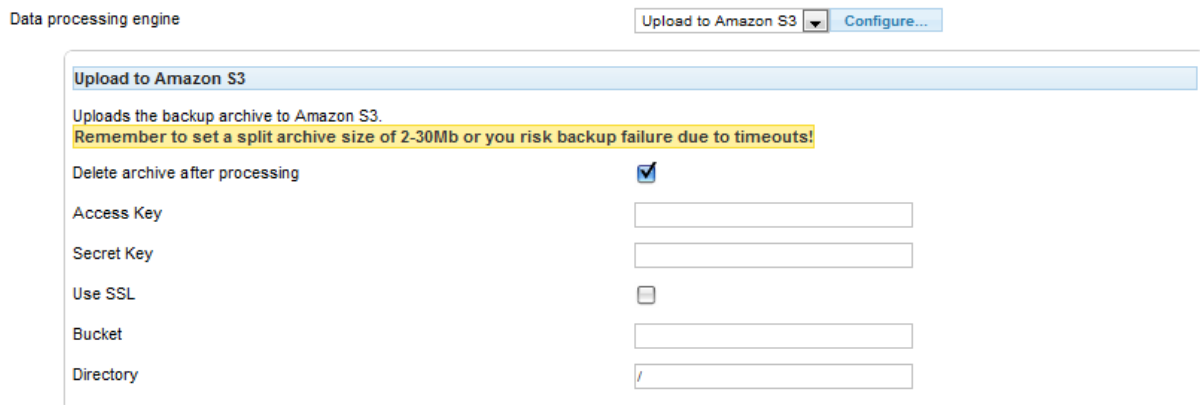 Data processing engine Upload to Amazon S3 Configure...
Upload to Amazon S3
Uploads the backup archive to Amazon S3.
Remember to set a split archive size of 2-30Mb or you risk backup failure due to timeouts!
Delete archive after processing
Access Key
Secret Key
Use SSL
Bucket
Directory /